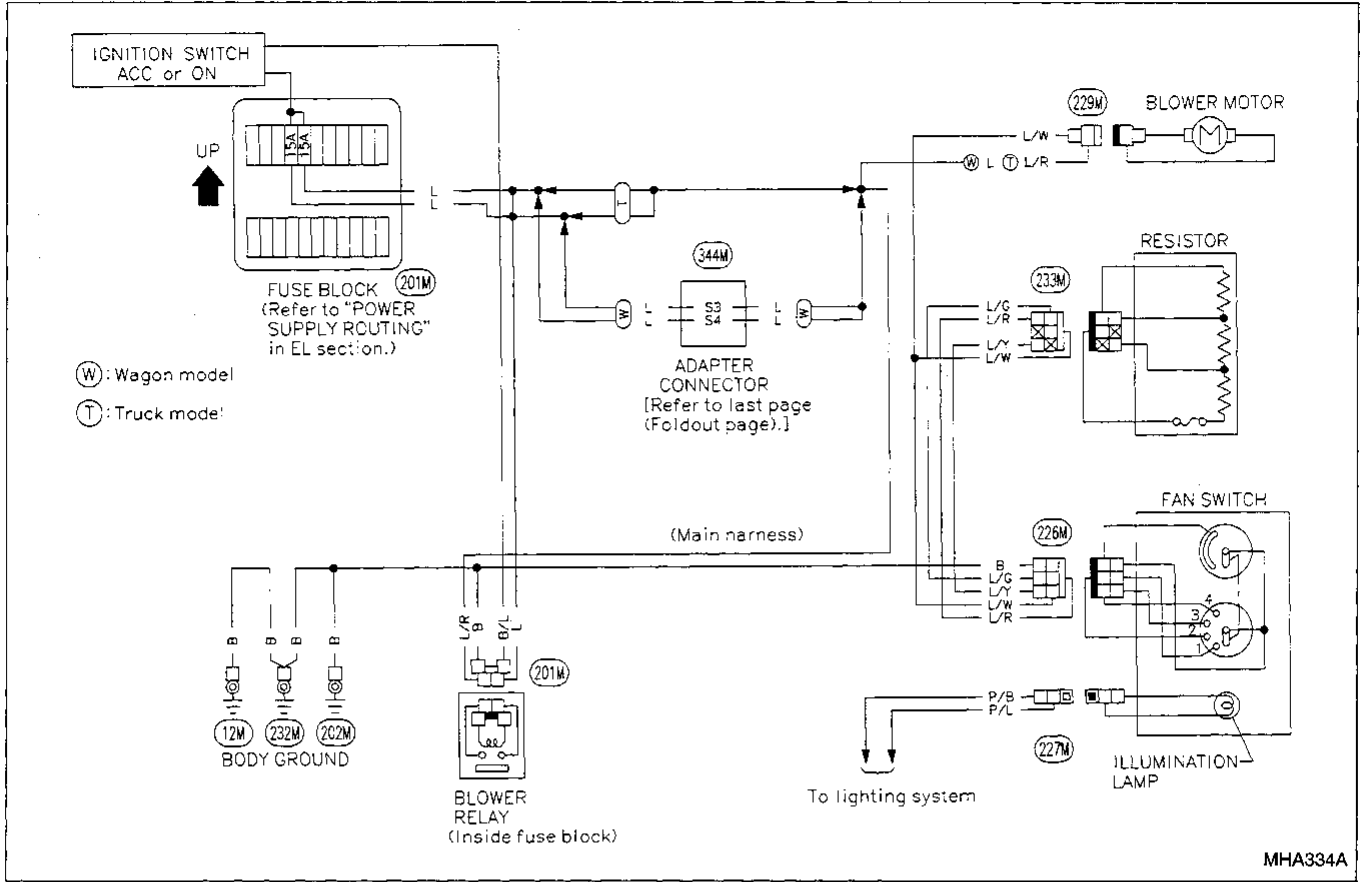 IGNITION SWITCH
ACC or ON
UP
15A
15A
L
L
201M
FUSE BLOCK
(Refer to "POWER
SUPPLY ROUTING"
in EL section.)
W : Wagon model
T : Truck model
T
344M
W
L
L
S3
S4
L
L
W
ADAPTER
CONNECTOR
[Refer to last page
(Foldout page).]
229M
BLOWER MOTOR
L/W
W L T L/R
M
RESISTOR
233M
L/G
L/R
L/Y
L/W
FAN SWITCH
(Main harness)
226M
B
L/G
L/Y
L/W
L/R
4
3
2
1
B
B
B
B
12M
232M
202M
BODY GROUND
L/R
B
B/L
L
201M
BLOWER
RELAY
(Inside fuse block)
P/B
P/L
227M
To lighting system
ILLUMINATION
LAMP
MHA334A